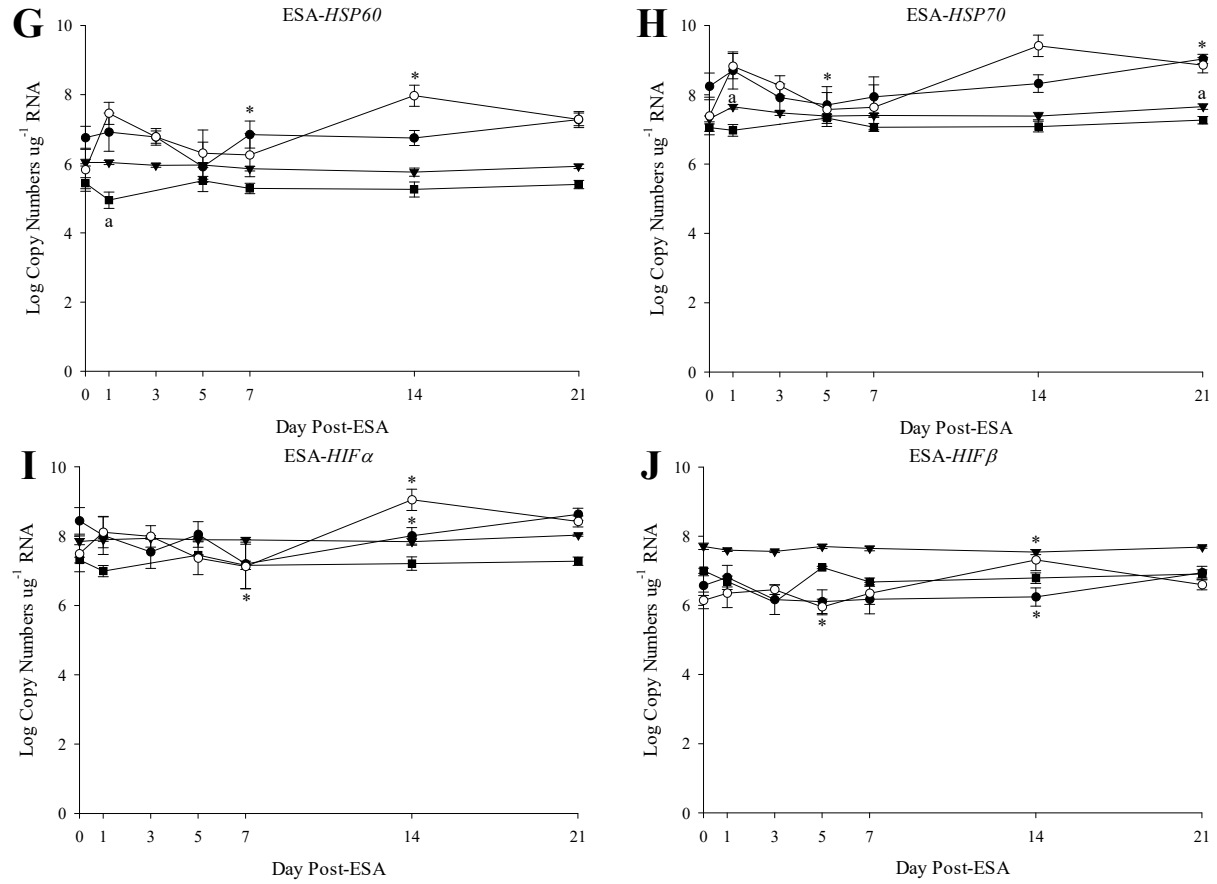 G
ESA-HSP60
10
8
6
4
2
0
Log Copy Numbers ug-1 RNA
*
*
a
0 1 3 5 7 14 21
Day Post-ESA
H
ESA-HSP70
10
8
6
4
2
0
Log Copy Numbers ug-1 RNA
*
*
a
a
0 1 3 5 7 14 21
Day Post-ESA
I
ESA-HIFα
10
8
6
4
2
0
Log Copy Numbers ug-1 RNA
*
*
*
0 1 3 5 7 14 21
Day Post-ESA
J
ESA-HIFβ
10
8
6
4
2
0
Log Copy Numbers ug-1 RNA
*
*
*
0 1 3 5 7 14 21
Day Post-ESA